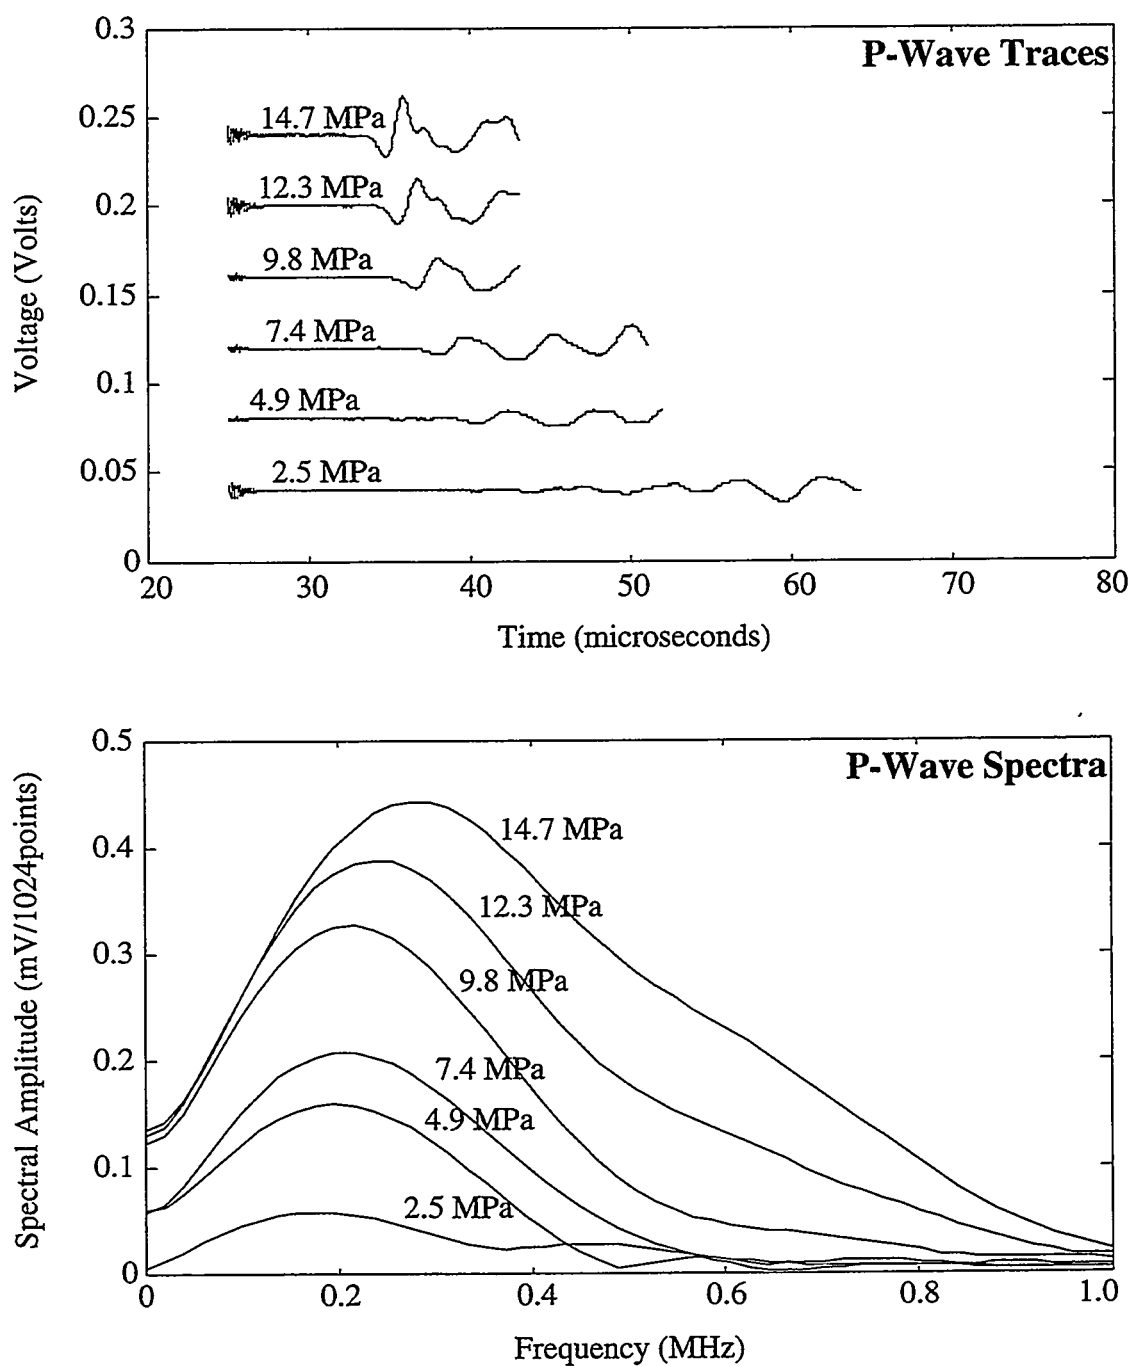 P-Wave Traces
0.3
0.25
0.2
0.15
0.1
0.05
0
Voltage (Volts)
14.7 MPa
12.3 MPa
9.8 MPa
7.4 MPa
4.9 MPa
2.5 MPa
20 30 40 50 60 70 80
Time (microseconds)
P-Wave Spectra
0.5
0.4
0.3
0.2
0.1
0
Spectral Amplitude (mV/1024points)
14.7 MPa
12.3 MPa
9.8 MPa
7.4 MPa
4.9 MPa
2.5 MPa
0 0.2 0.4 0.6 0.8 1.0
Frequency (MHz)